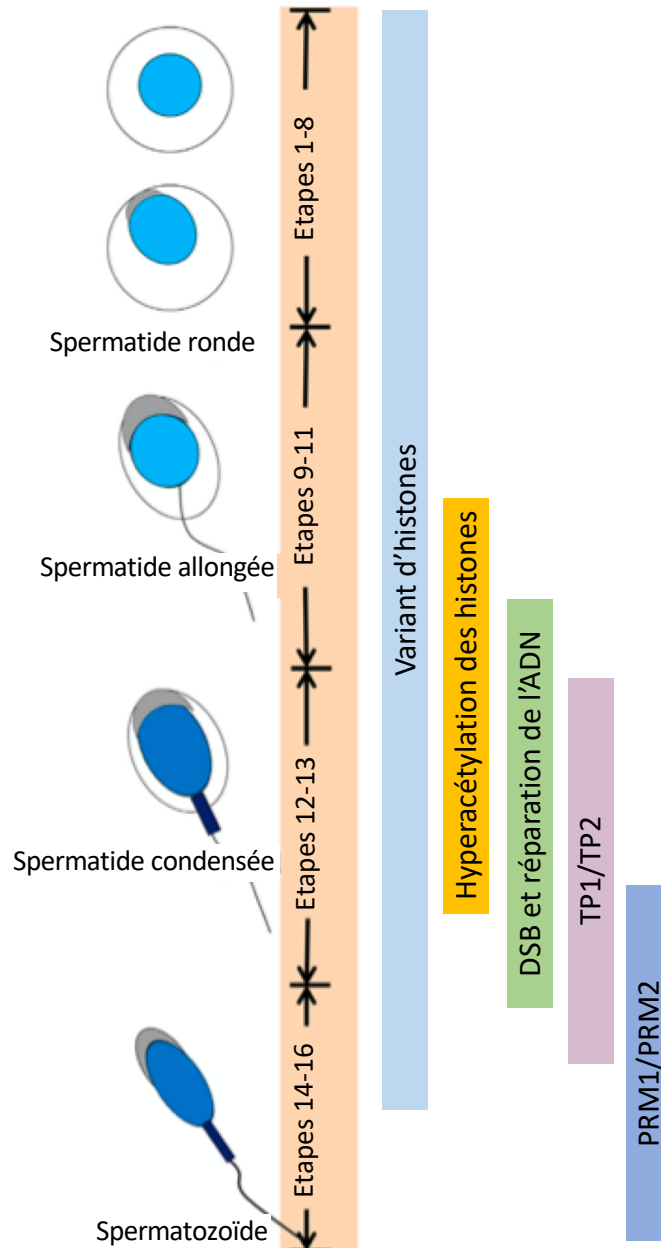 Etapes 1-8
Spermatide ronde
Etapes 9-11
Spermatide allongée
Etapes 12-13
Spermatide condensée
Etapes 14-16
Spermatozoïde
Variant d’histones
Hyperacétylation des histones
DSB et réparation de l’ADN
TP1/TP2
PRM1/PRM2